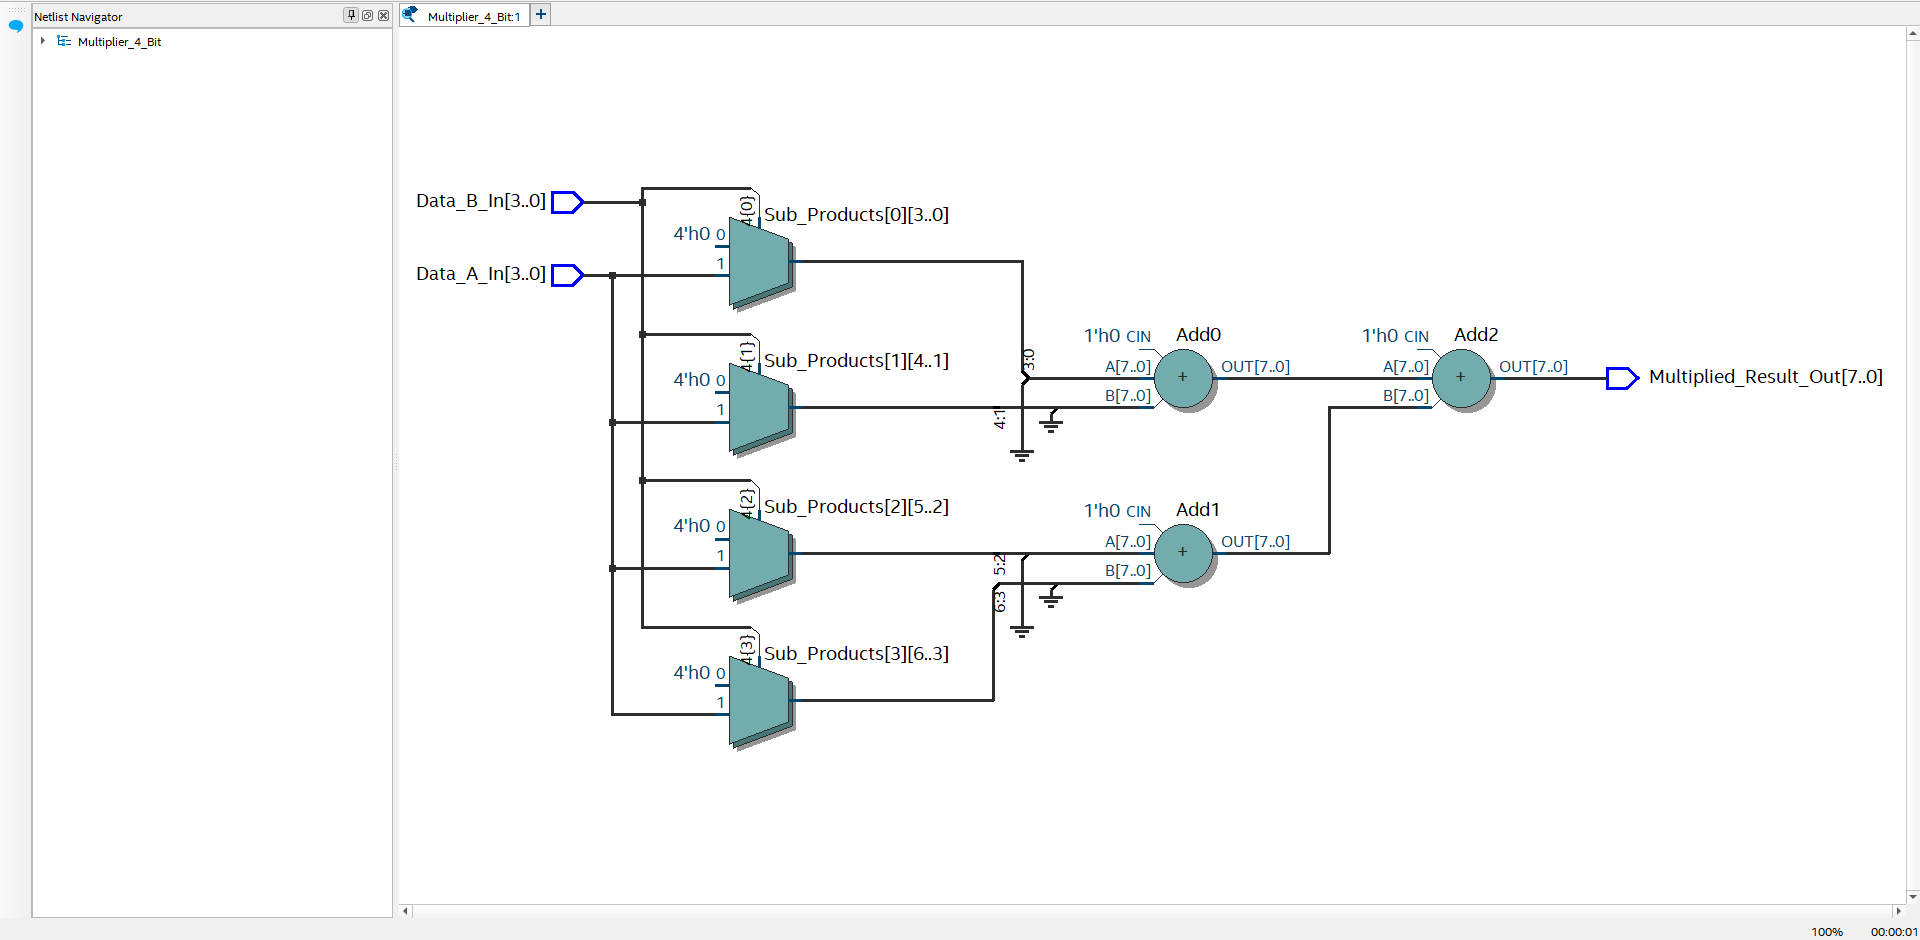 Netlist Navigator
Multiplier_4_Bit:1
+
Multiplier_4_Bit
Data_B_In[3..0]
Data_A_In[3..0]
4{0}
Sub_Products[0][3..0]
4'h0 0
1
4{1}
Sub_Products[1][4..1]
4'h0 0
1
4{2}
Sub_Products[2][5..2]
4'h0 0
1
4{3}
Sub_Products[3][6..3]
4'h0 0
1
3:0
4:1
5:2
6:3
1'h0 CIN
Add0
A[7..0]
+
OUT[7..0]
B[7..0]
1'h0 CIN
Add1
A[7..0]
+
OUT[7..0]
B[7..0]
1'h0 CIN
Add2
A[7..0]
+
OUT[7..0]
B[7..0]
Multiplied_Result_Out[7..0]
100%
00:00:01